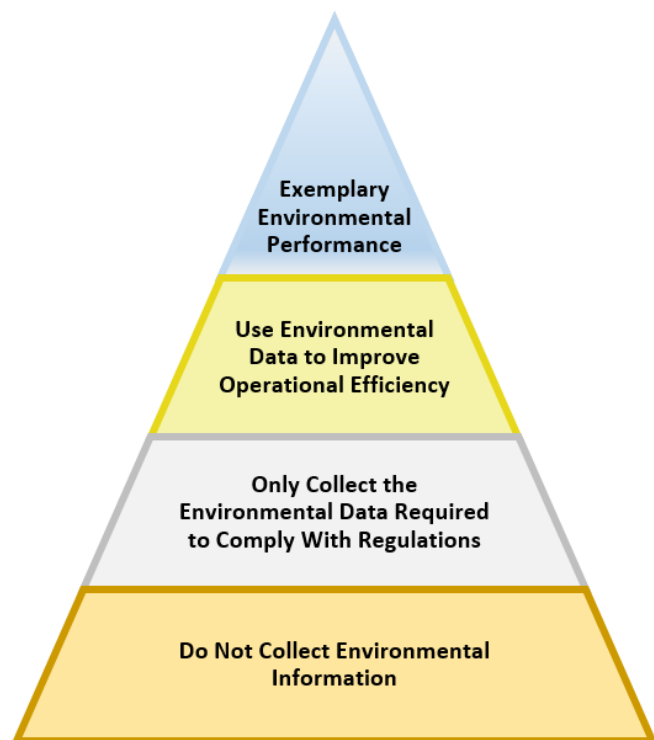 Exemplary
Environmental
Performance
Use Environmental
Data to Improve
Operational Efficiency
Only Collect the
Environmental Data Required
to Comply With Regulations
Do Not Collect Environmental
Information